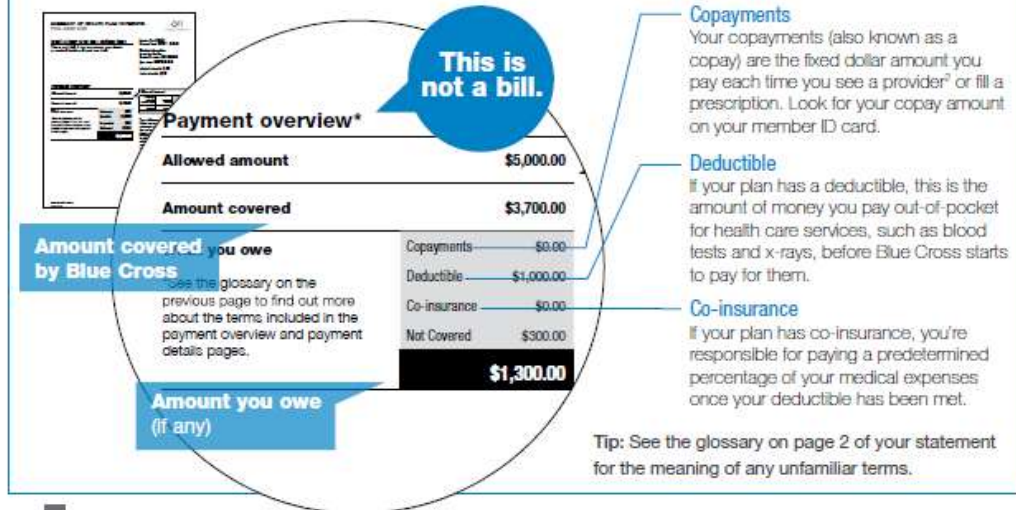 This is
not a bill.
Payment overview*
Allowed amount $5,000.00
Amount covered $3,700.00
Amount covered
by Blue Cross
you owe
*See the glossary on the
previous page to find out more
about the terms included in the
payment overview and payment
details pages.
Copayments $0.00
Deductible $1,000.00
Co-insurance $0.00
Not Covered $300.00
$1,300.00
Amount you owe
(if any)
Copayments
Your copayments (also known as a
copay) are the fixed dollar amount you
pay each time you see a provider² or fill a
prescription. Look for your copay amount
on your member ID card.
Deductible
If your plan has a deductible, this is the
amount of money you pay out-of-pocket
for health care services, such as blood
tests and x-rays, before Blue Cross starts
to pay for them.
Co-insurance
If your plan has co-insurance, you're
responsible for paying a predetermined
percentage of your medical expenses
once your deductible has been met.
Tip: See the glossary on page 2 of your statement
for the meaning of any unfamiliar terms.